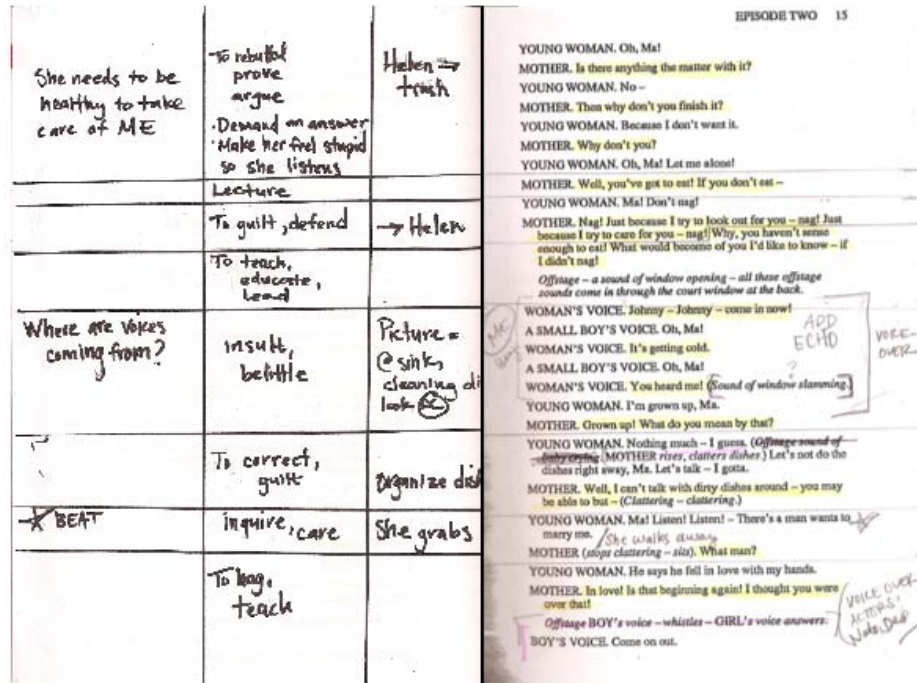 She needs to be
healthy to take
care of ME
To rebuttal
prove
argue
• Demand an answer
• Make her feel stupid
so she listens
Helen →
trash
Lecture
To guilt, defend
→ Helen
To teach,
educate,
Lead
Where are voices
coming from?
insult,
belittle
Picture =
@ sink,
cleaning di
look
To correct,
guilt
organize dish
BEAT
inquire, care
She grabs
To
teach
EPISODE TWO 15
YOUNG WOMAN. Oh, Ma!
MOTHER. Is there anything the matter with it?
YOUNG WOMAN. No –
MOTHER. Then why don't you finish it?
YOUNG WOMAN. Because I don't want it.
MOTHER. Why don't you?
YOUNG WOMAN. Oh, Ma! Let me alone!
MOTHER. Well, you've got to eat! If you don't eat –
YOUNG WOMAN. Ma! Don't nag!
MOTHER. Nag! Just because I try to look out for you – nag! Just
because I try to care for you – nag! Why, you haven't sense
enough to eat! What would become of you I'd like to know – if
I didn't nag!
Offstage – a sound of window opening – all these offstage
sounds come in through the court window at the back.
WOMAN'S VOICE. Johnny – Johnny – come in now!
A SMALL BOY'S VOICE. Oh, Ma!
WOMAN'S VOICE. It's getting cold.
A SMALL BOY'S VOICE. Oh, Ma!
WOMAN'S VOICE. You heard me! (Sound of window slamming.)
ME
ADD
ECHO
?
VOICE
OVER
YOUNG WOMAN. I'm grown up, Ma.
MOTHER. Grown up! What do you mean by that?
YOUNG WOMAN. Nothing much – I guess. (Offstage sound of
baby crying. MOTHER rises, clatters dishes.) Let's not do the
dishes right away, Ma. Let's talk – I gotta.
MOTHER. Well, I can't talk with dirty dishes around – you may
be able to but – (Clattering – clattering.)
YOUNG WOMAN. Ma! Listen! Listen! – There's a man wants to
marry me.
She walks away
MOTHER (stops clattering – sits). What man?
YOUNG WOMAN. He says he fell in love with my hands.
MOTHER. In love! Is that beginning again! I thought you were
over that!
Offstage BOY's voice – whistles – GIRL's voice answers.
BOY'S VOICE. Come on out.
VOICE OVER
ACTORS:
Nate, Dad